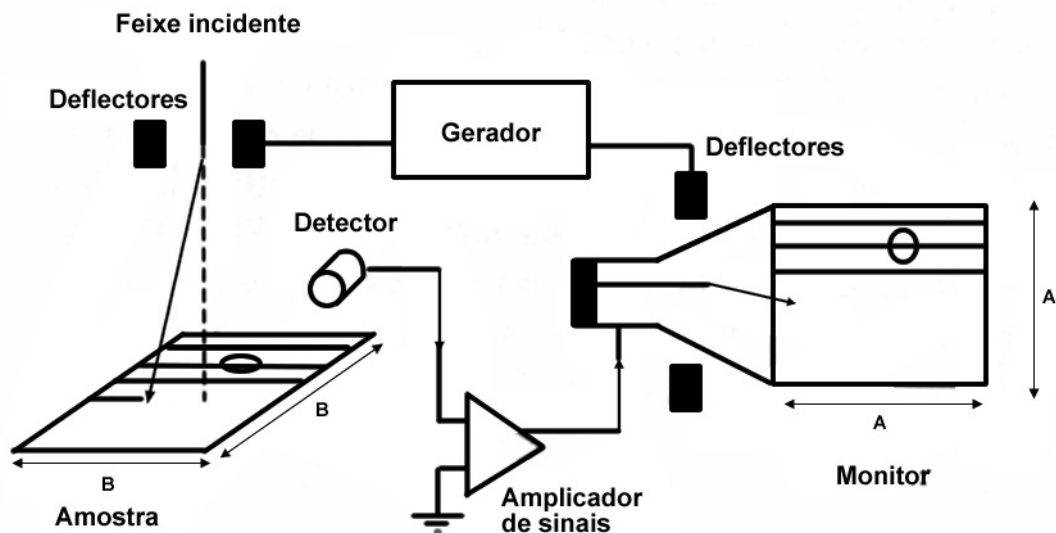 Feixe incidente
Deflectores
Gerador
Deflectores
Detector
A
B
A
B
Monitor
Amplicador
de sinais
Amostra